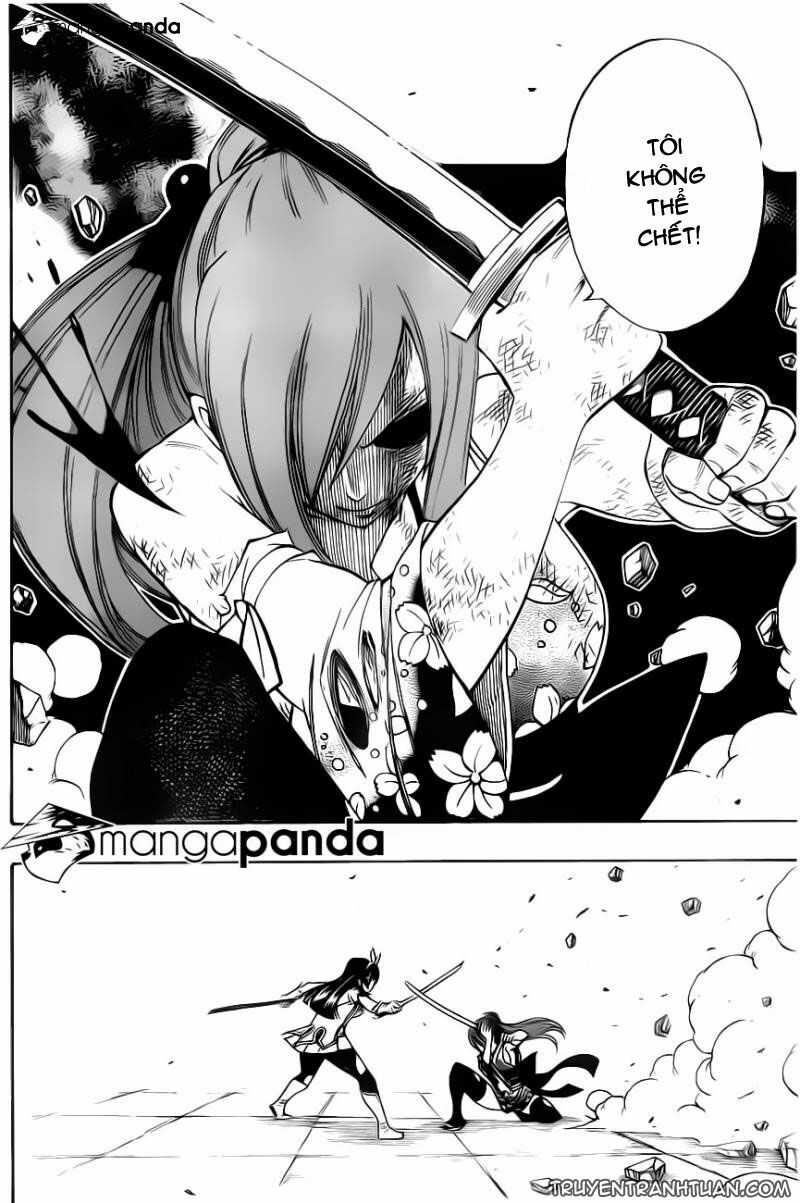 mangapanda
TÔI
KHÔNG
THỂ
CHẾT!
mangapanda
TRUYENTRANHTUAN.COM